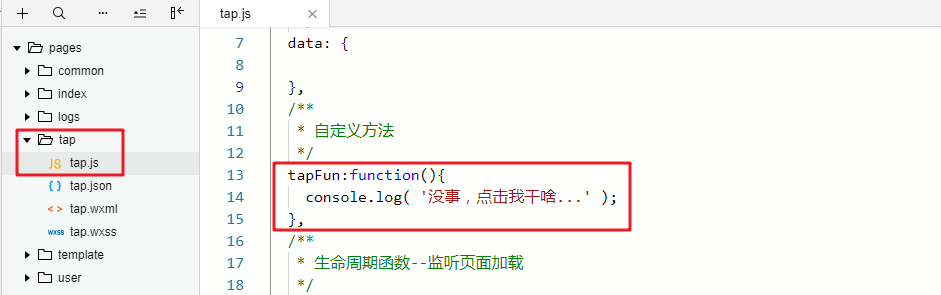 tap.js
pages
common
index
logs
tap
JS tap.js
{ } tap.json
< > tap.wxml
wxss tap.wxss
template
user
7 data: {
8
9 },
10 /**
11 * 自定义方法
12 */
13 tapFun:function(){
14 console.log( '没事，点击我干啥...' );
15 },
16 /**
17 * 生命周期函数--监听页面加载
18 */